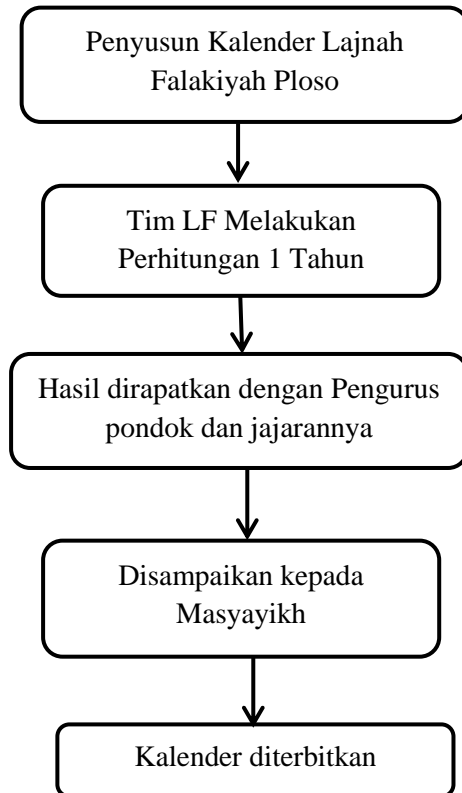 Penyusun Kalender Lajnah
Falakiyah Ploso
Tim LF Melakukan
Perhitungan 1 Tahun
Hasil dirapatkan dengan Pengurus
pondok dan jajarannya
Disampaikan kepada
Masyayikh
Kalender diterbitkan